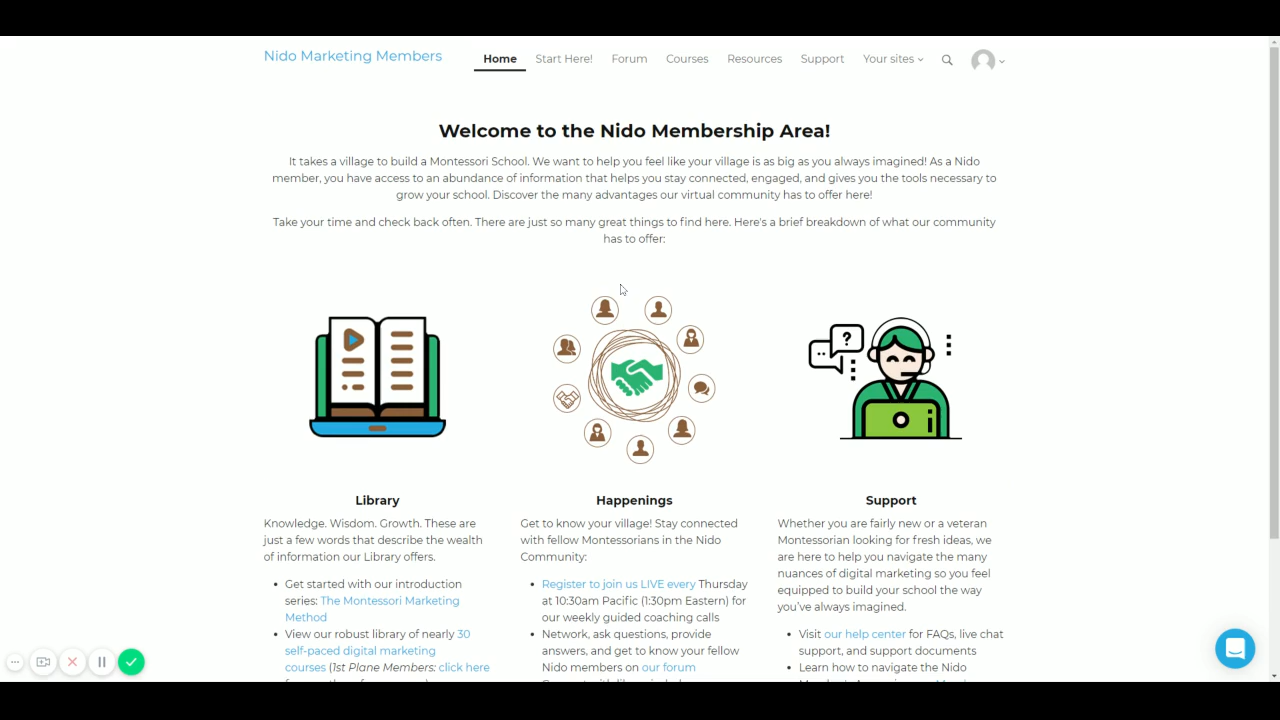 Nido Marketing Members
Home Start Here! Forum Courses Resources Support Your sites
Welcome to the Nido Membership Area!
It takes a village to build a Montessori School. We want to help you feel like your village is as big as you always imagined! As a Nido
member, you have access to an abundance of information that helps you stay connected, engaged, and gives you the tools necessary to
grow your school. Discover the many advantages our virtual community has to offer here!
Take your time and check back often. There are just so many great things to find here. Here's a brief breakdown of what our community
has to offer:
Library
Knowledge. Wisdom. Growth. These are
just a few words that describe the wealth
of information our Library offers.
• Get started with our introduction
series: The Montessori Marketing
Method
• View our robust library of nearly 30
self-paced digital marketing
courses (1st Plane Members: click here
Happenings
Get to know your village! Stay connected
with fellow Montessorians in the Nido
Community:
• Register to join us LIVE every Thursday
at 10:30am Pacific (1:30pm Eastern) for
our weekly guided coaching calls
• Network, ask questions, provide
answers, and get to know your fellow
Nido members on our forum
Support
Whether you are fairly new or a veteran
Montessorian looking for fresh ideas, we
are here to help you navigate the many
nuances of digital marketing so you feel
equipped to build your school the way
you've always imagined.
• Visit our help center for FAQs, live chat
support, and support documents
• Learn how to navigate the Nido